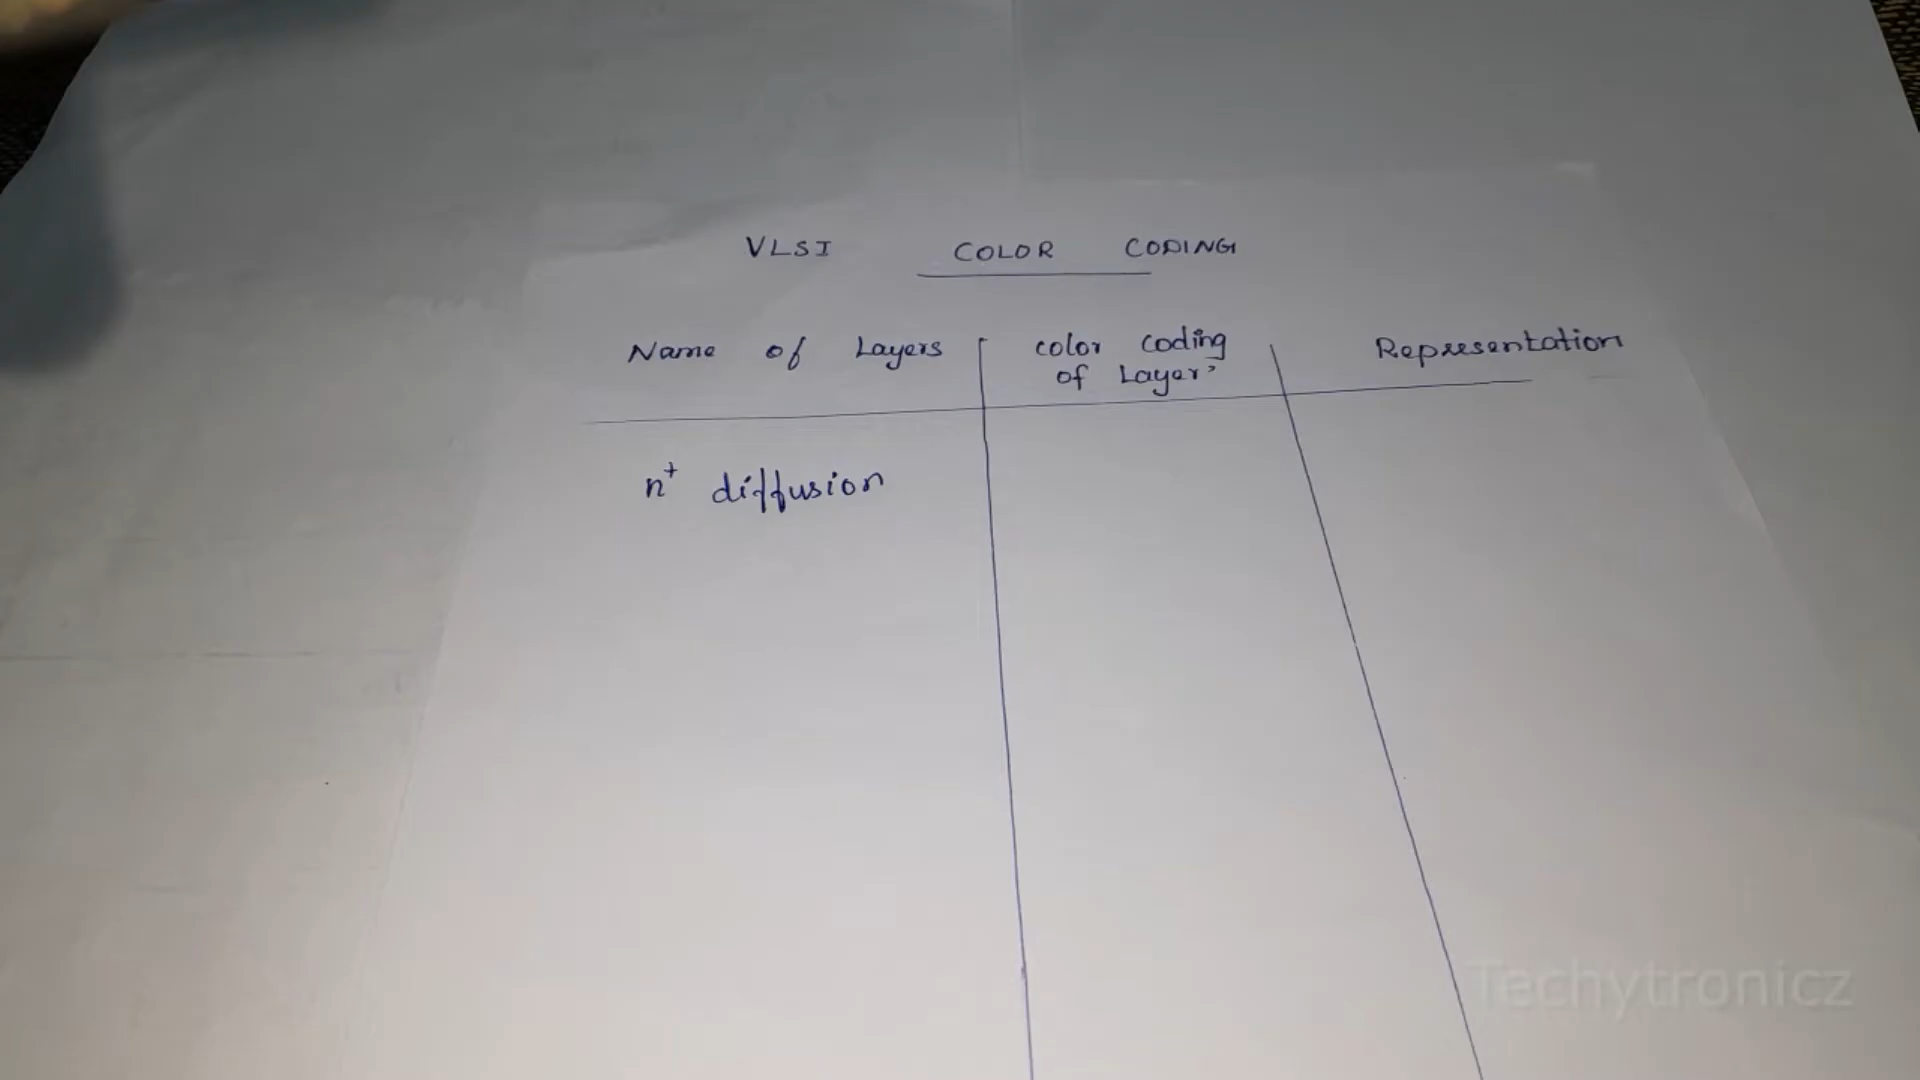 VLSI COLOR CODING
Name of Layers
color coding
of Layer
Representation
n⁺ diffusion
Techytronicz